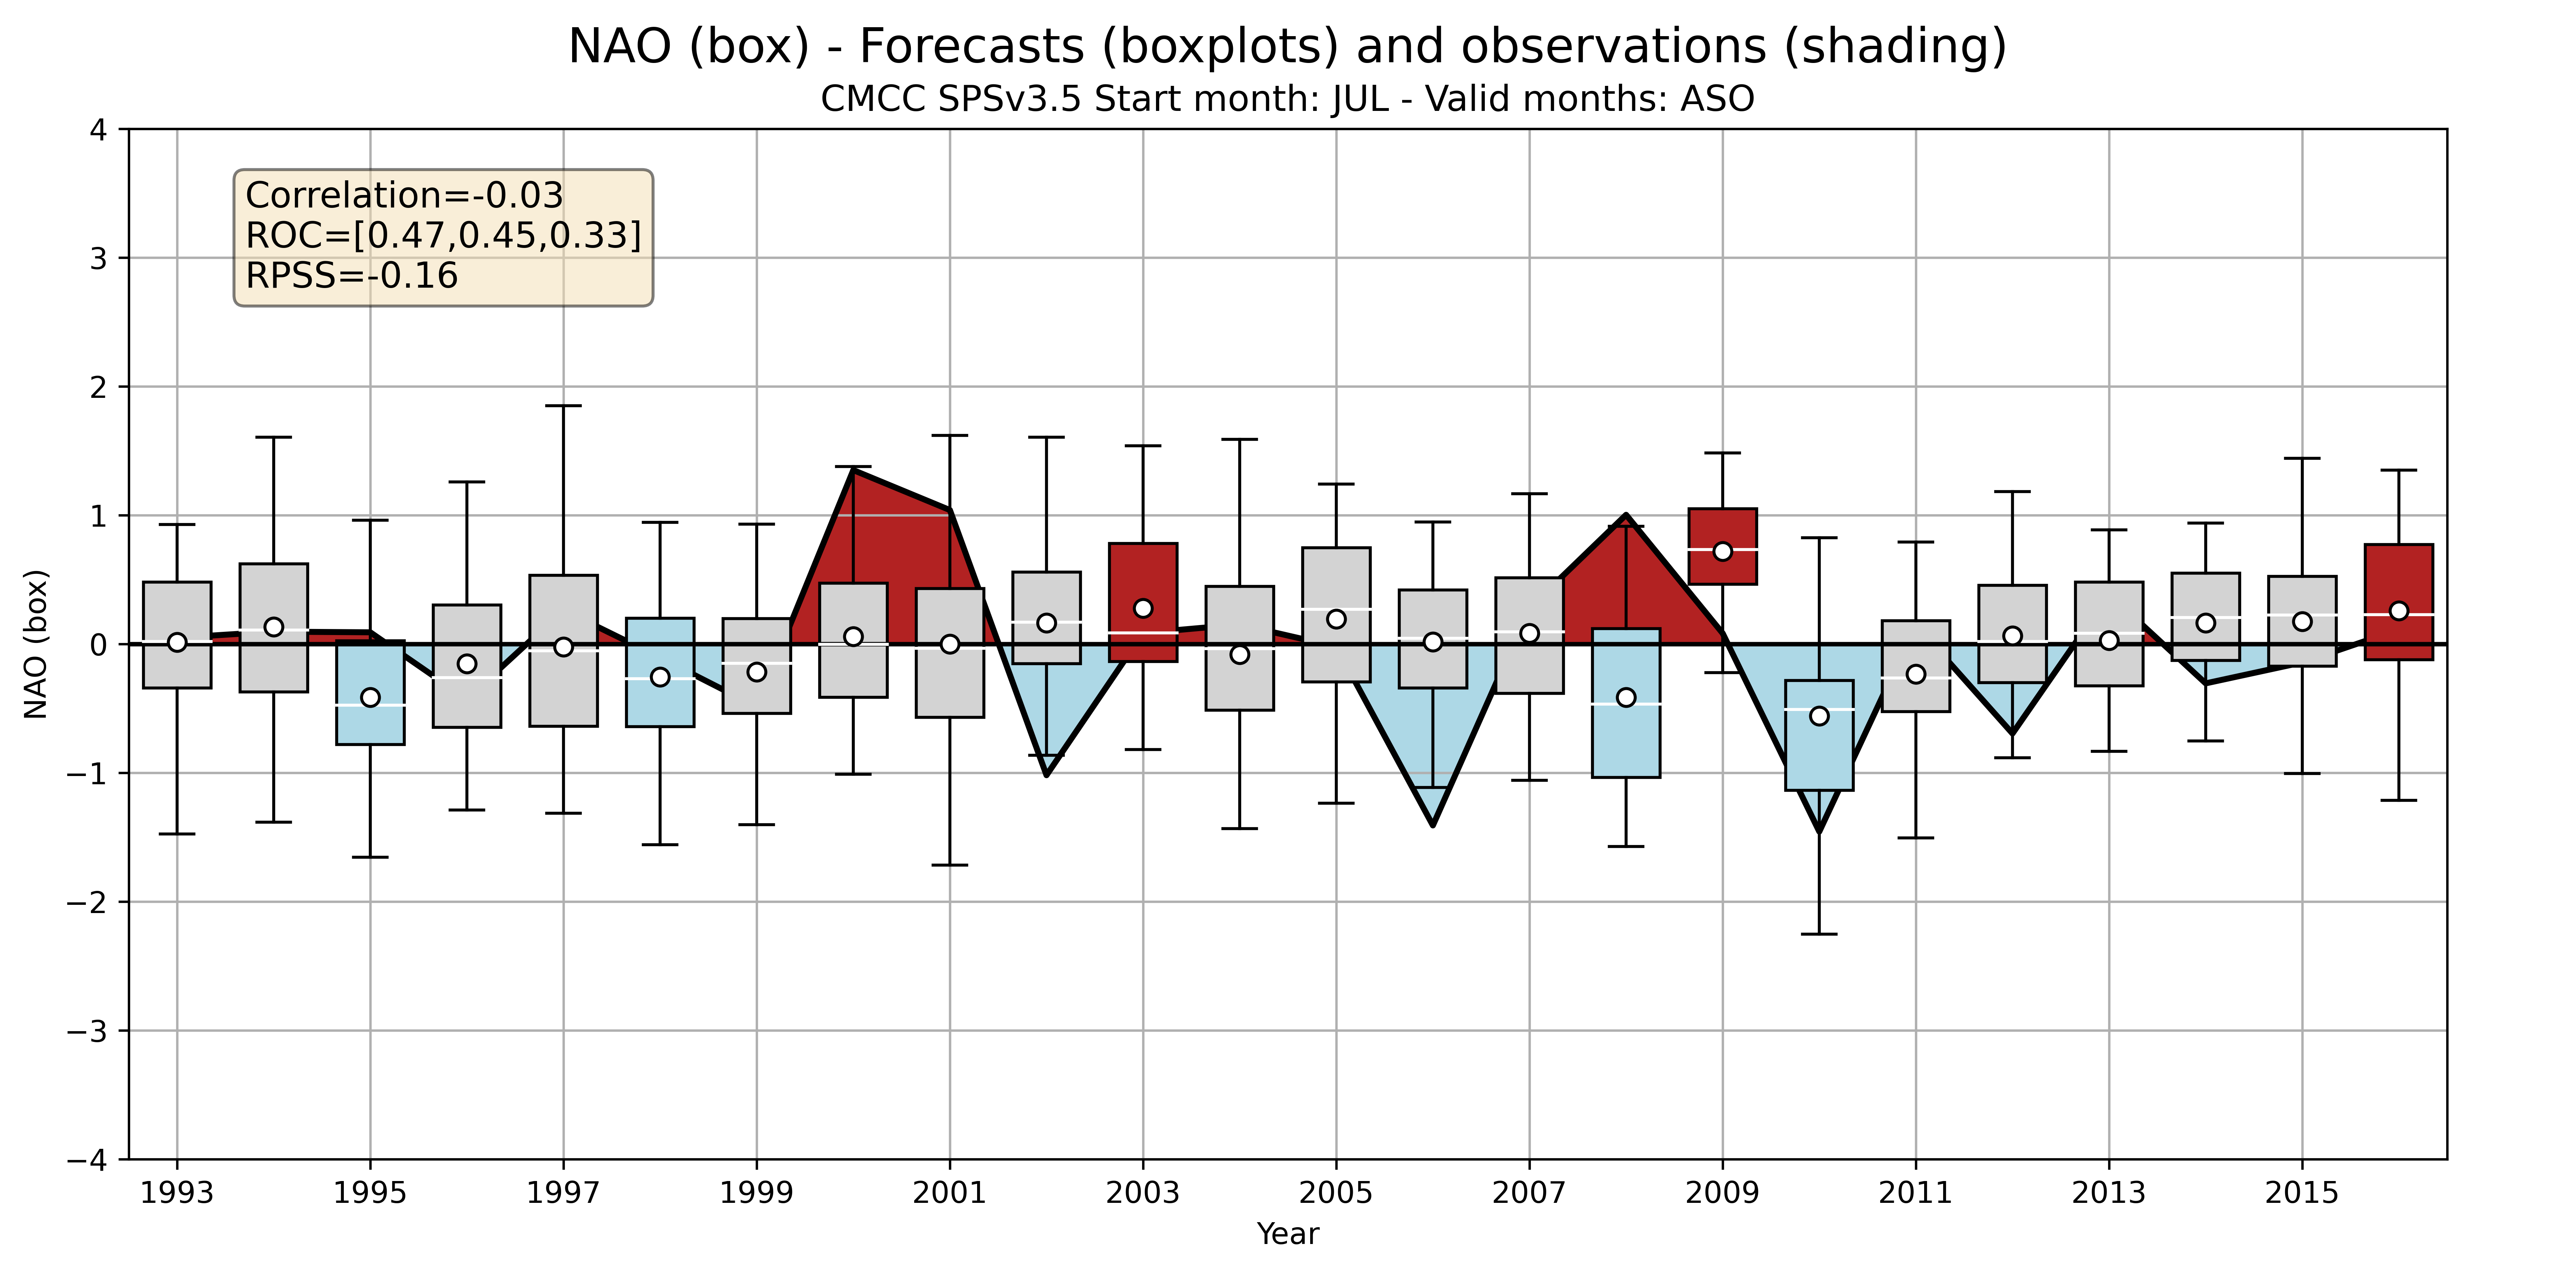 NAO (box) - Forecasts (boxplots) and observations (shading)
CMCC SPSv3.5 Start month: JUL - Valid months: ASO
Correlation=-0.03
ROC=[0.47,0.45,0.33]
RPSS=-0.16
NAO (box)
4
3
2
1
0
−1
−2
−3
−4
1993 1995 1997 1999 2001 2003 2005 2007 2009 2011 2013 2015
Year